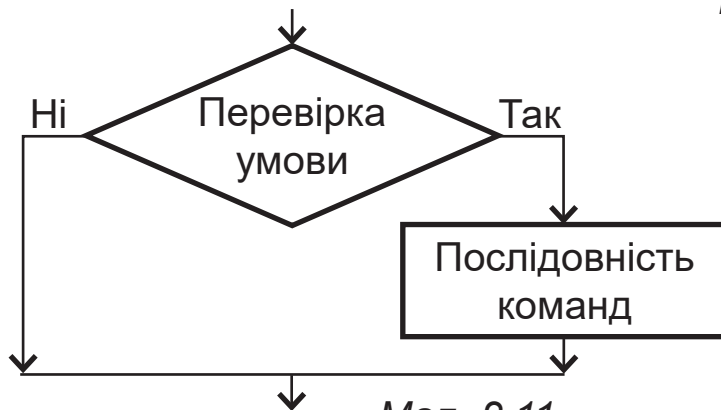 Перевірка
умови
Ні
Так
Послідовність
команд